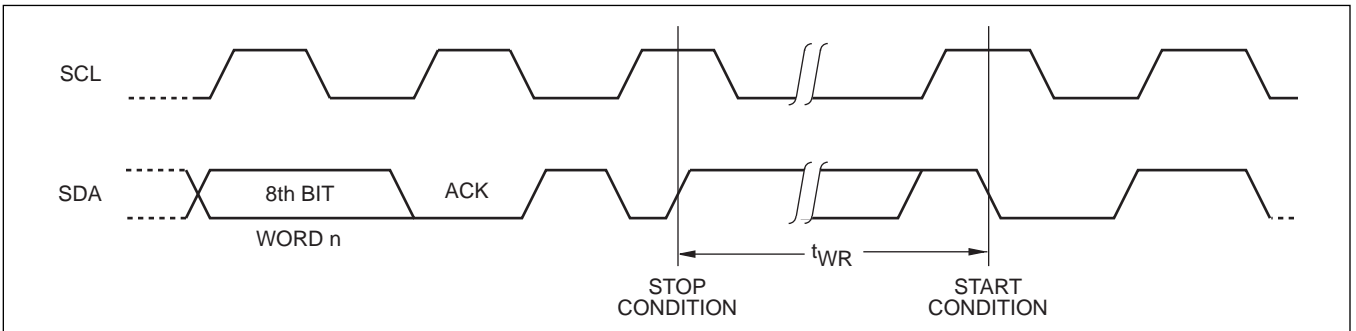 SCL
SDA
8th BIT
ACK
WORD n
tWR
STOP
CONDITION
START
CONDITION